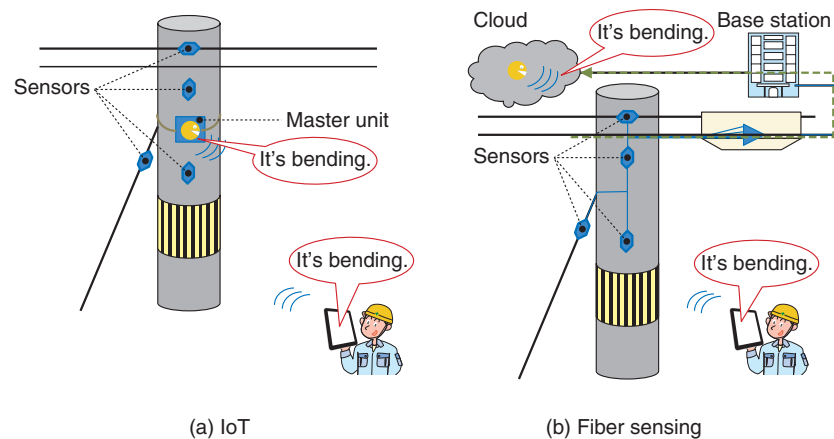 Sensors
Master unit
It's bending.
It's bending.
(a) IoT
Cloud
It's bending.
Base station
Sensors
It's bending.
(b) Fiber sensing